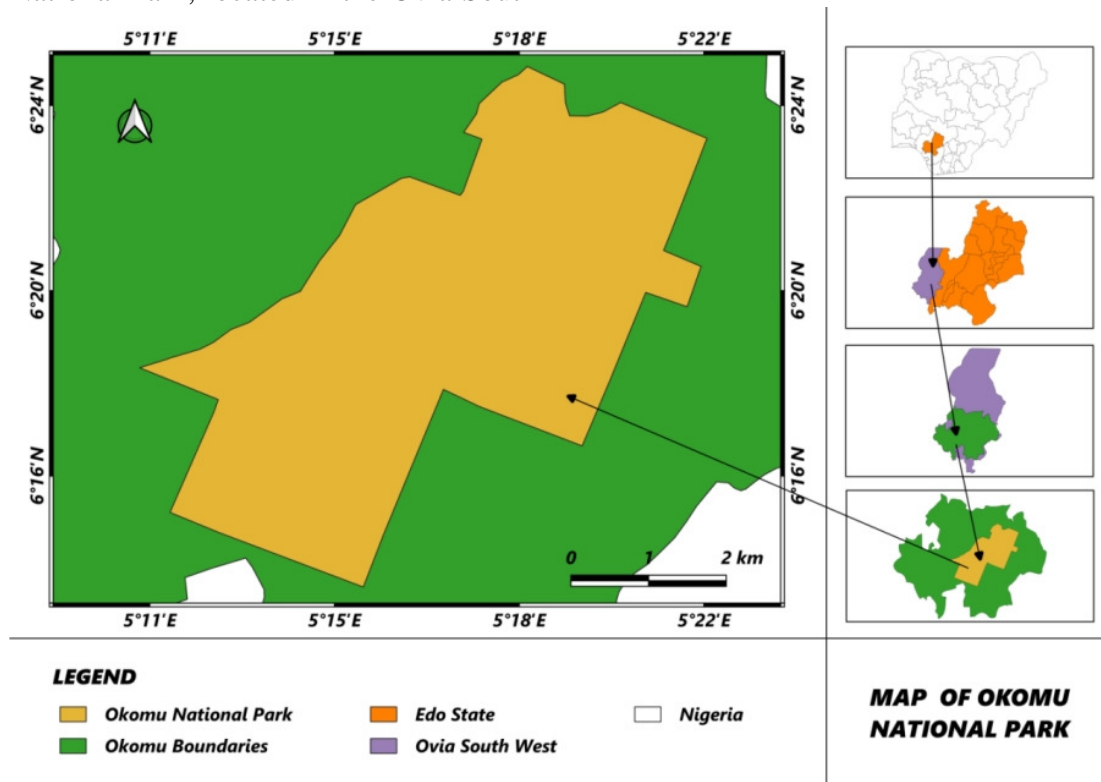 5°11'E 5°15'E 5°18'E 5°22'E
6°24'N 6°24'N
6°20'N 6°20'N
6°16'N 6°16'N
0 1 2 km
5°11'E 5°15'E 5°18'E 5°22'E
LEGEND
Okomu National Park
Okomu Boundaries
Edo State
Ovia South West
Nigeria
MAP OF OKOMU
NATIONAL PARK